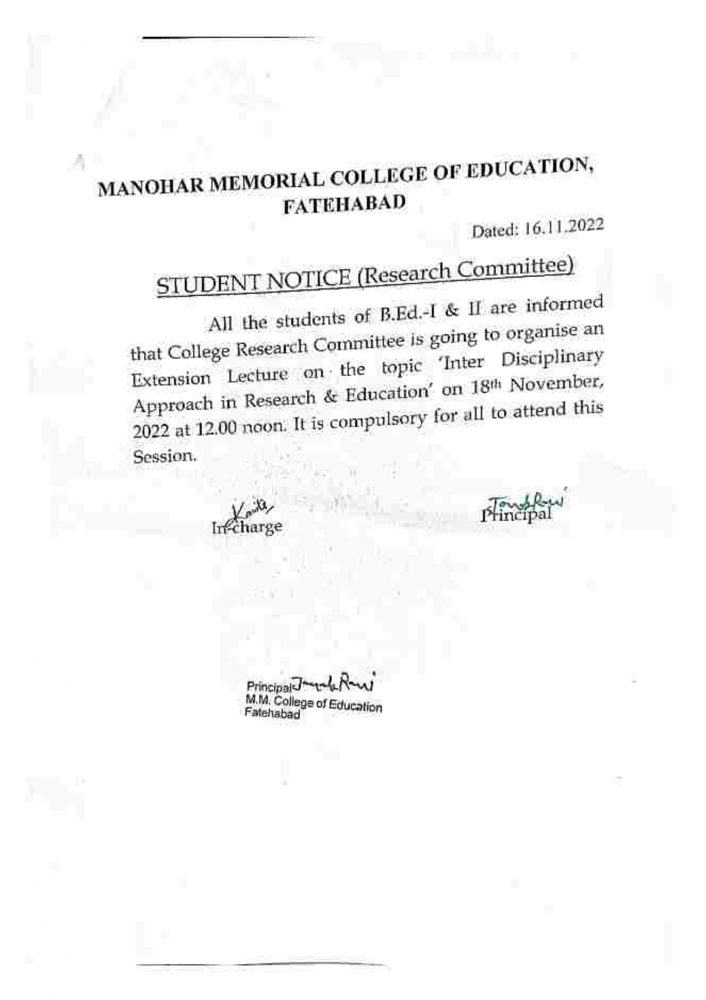 MANOHAR MEMORIAL COLLEGE OF EDUCATION,
FATEHABAD
Dated: 16.11.2022
STUDENT NOTICE (Research Committee)
All the students of B.Ed.-I & II are informed
that College Research Committee is going to organise an
Extension Lecture on the topic 'Inter Disciplinary
Approach in Research & Education' on 18th November,
2022 at 12.00 noon. It is compulsory for all to attend this
Session.
In-charge
Principal
Principal
M.M. College of Education
Fatehabad